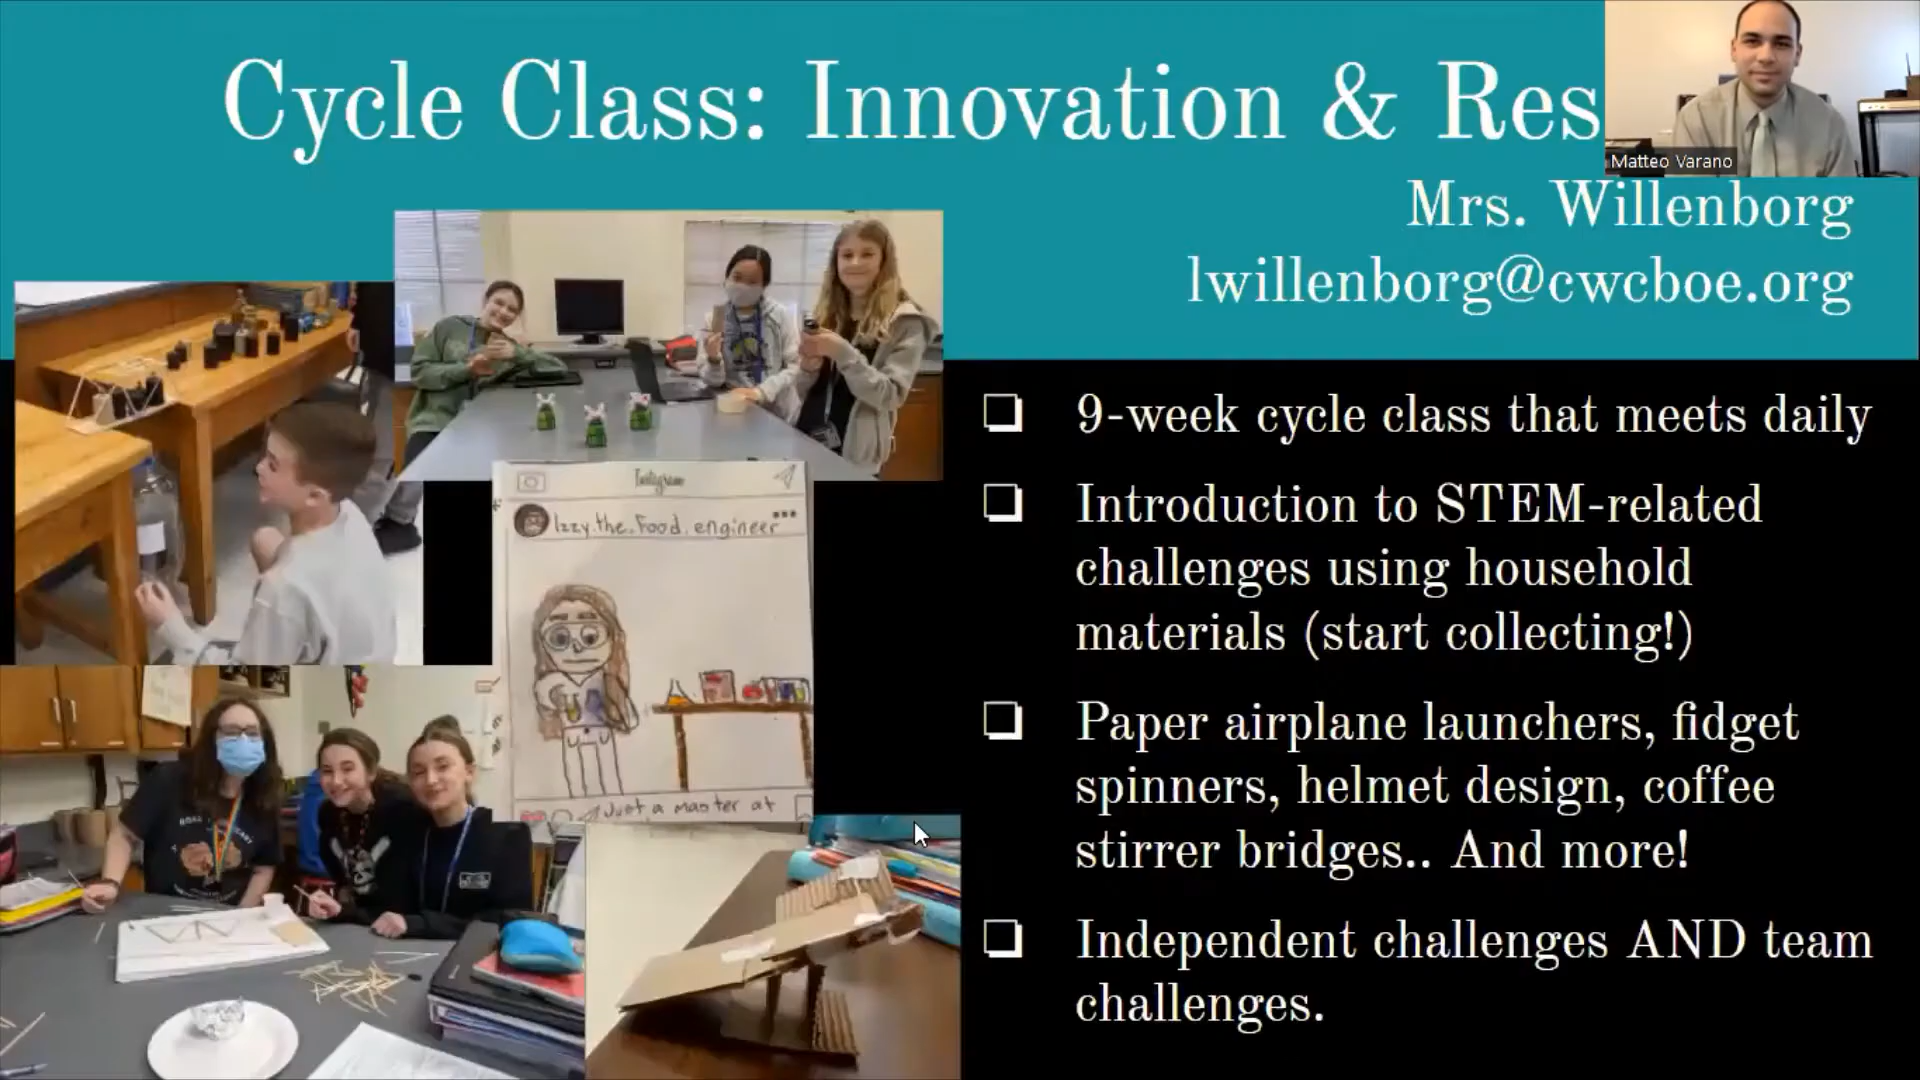 Cycle Class: Innovation & Res
Matteo Varano
Mrs. Willenborg
lwillenborg@cwcboe.org
9-week cycle class that meets daily
Introduction to STEM-related
challenges using household
materials (start collecting!)
Paper airplane launchers, fidget
spinners, helmet design, coffee
stirrer bridges.. And more!
Independent challenges AND team
challenges.
Instagram
Izzy.the.food.engineer
Just a master at